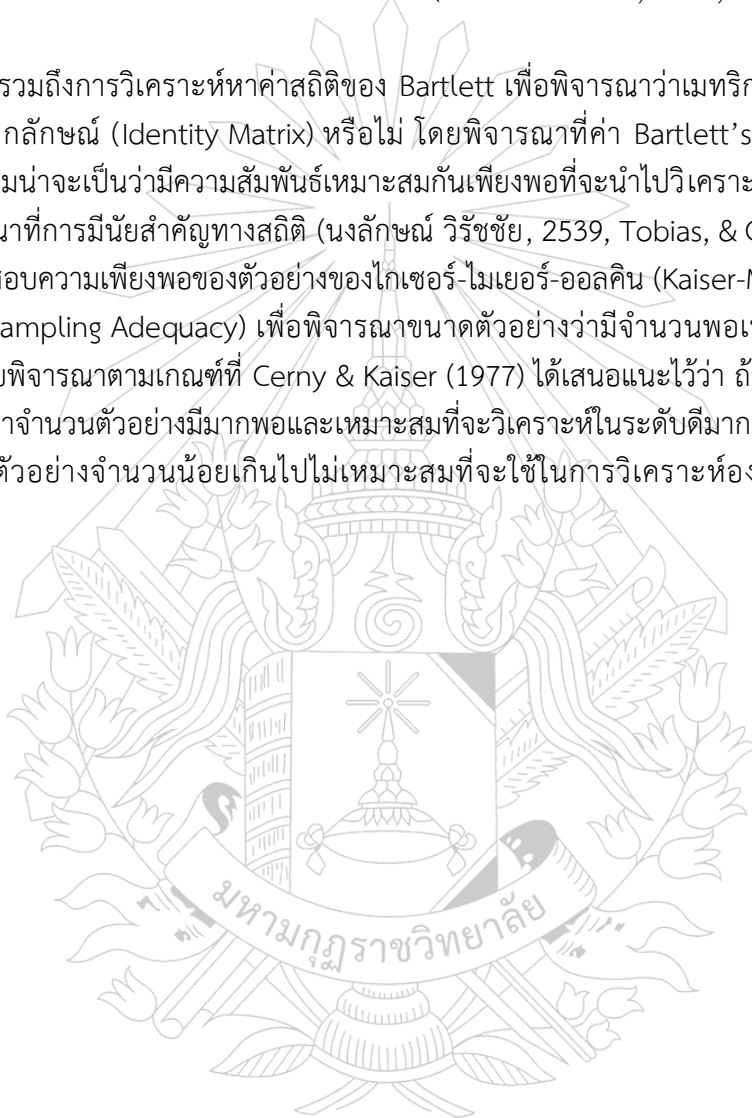 รวมถึงการวิเคราะห์หาค่าสถิติของ Bartlett เพื่อพิจารณาว่าเมทริก
กลักษณ์ (Identity Matrix) หรือไม่ โดยพิจารณาที่ค่า Bartlett’s
มน่าจะเป็นว่ามีความสัมพันธ์เหมาะสมกันเพียงพอที่จะนำไปวิเคราะ
นาที่การมีนัยสำคัญทางสถิติ (นงลักษณ์ วิรัชชัย, 2539, Tobias, &
สอบความเพียงพอของตัวอย่างของไกเซอร์-ไมเยอร์-ออลคิน (Kaiser-M
ampling Adequacy) เพื่อพิจารณาขนาดตัวอย่างว่ามีจำนวนพอเ
ยพิจารณาตามเกณฑ์ที่ Cerny & Kaiser (1977) ได้เสนอแนะไว้ว่า ถ้
าจำนวนตัวอย่างมีมากพอและเหมาะสมที่จะวิเคราะห์ในระดับดีมาก
ตัวอย่างจำนวนน้อยเกินไปไม่เหมาะสมที่จะใช้ในการวิเคราะห์อง
มหามกุฏราชวิทยาลัย